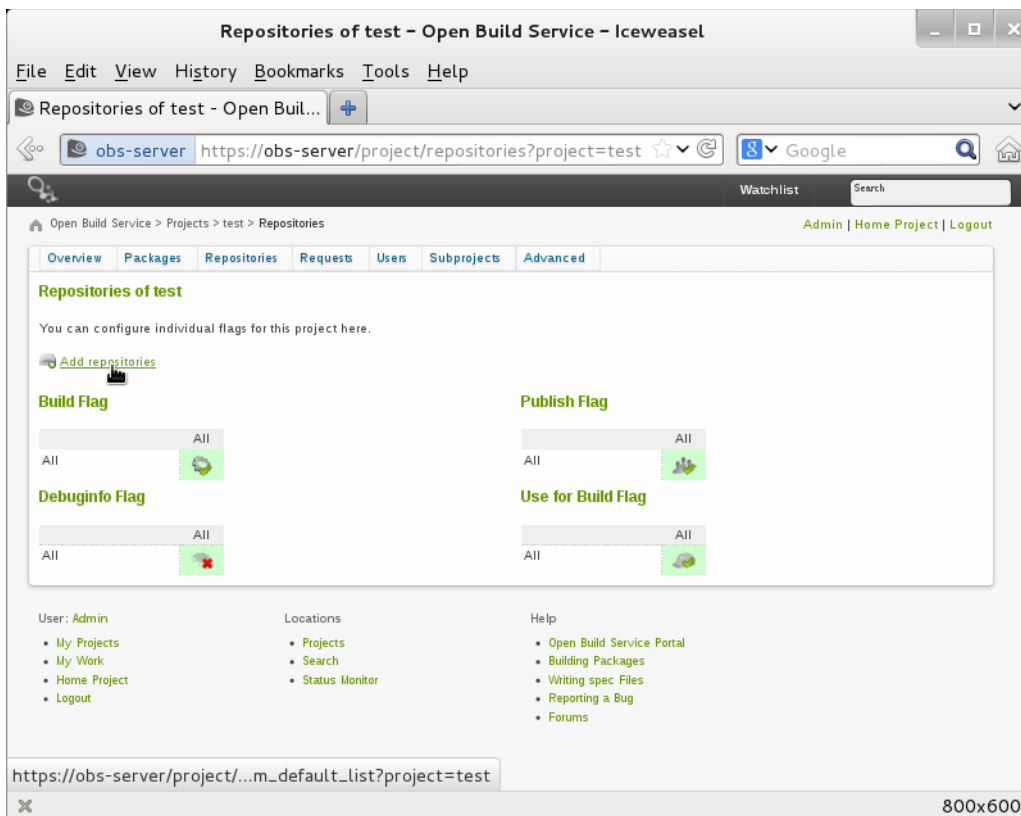 Repositories of test – Open Build Service – Iceweasel
File Edit View History Bookmarks Tools Help
Repositories of test - Open Buil...
obs-server https://obs-server/project/repositories?project=test Google
Watchlist Search
Open Build Service > Projects > test > Repositories Admin | Home Project | Logout
Overview Packages Repositories Requests Users Subprojects Advanced
Repositories of test
You can configure individual flags for this project here.
Add repositories
Build Flag Publish Flag
All All
All All
Debuginfo Flag Use for Build Flag
All All
All All
User: Admin Locations Help
• My Projects • Projects • Open Build Service Portal
• My Work • Search • Building Packages
• Home Project • Status Monitor • Writing spec Files
• Logout • Reporting a Bug
• Forums
https://obs-server/project/...m_default_list?project=test
800x600